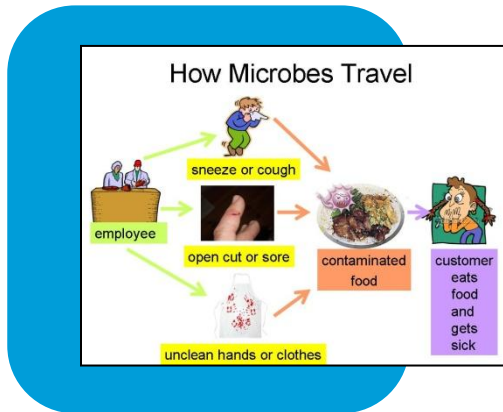 How Microbes Travel
sneeze or cough
employee
open cut or sore
unclean hands or clothes
contaminated
food
customer
eats
food
and
gets
sick